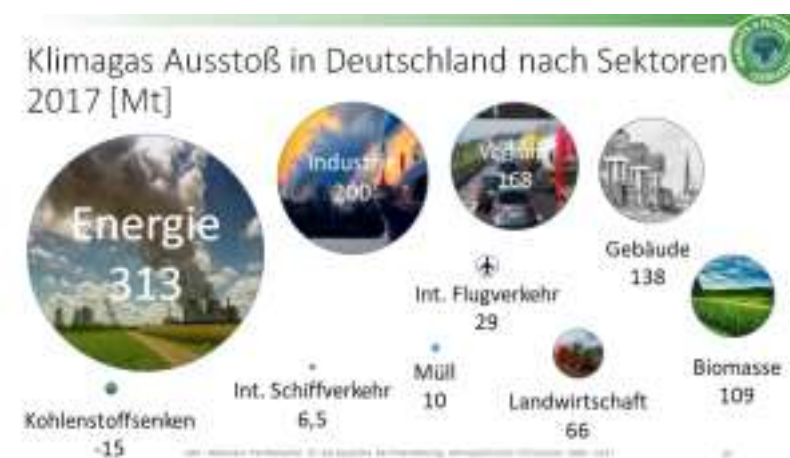 Klimagas Ausstoß in Deutschland nach Sektoren
2017 [Mt]
Energie
313
Industrie
200
Verkehr
168
Gebäude
138
Int. Flugverkehr
29
Biomasse
109
Kohlenstoffsenken
-15
Int. Schiffverkehr
6,5
Müll
10
Landwirtschaft
66